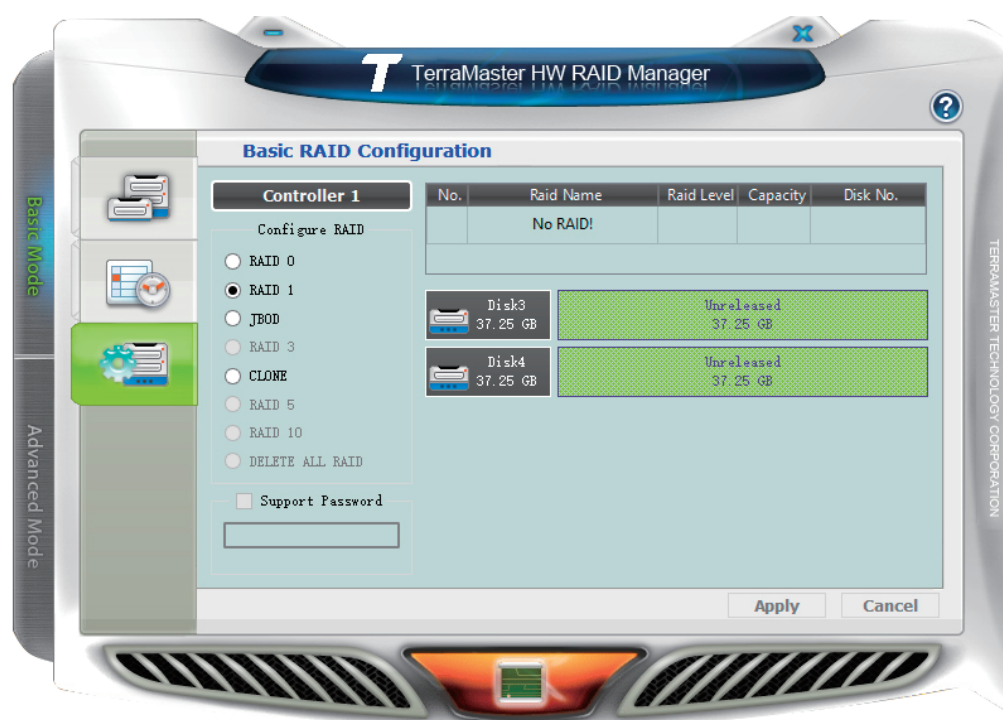 TerraMaster HW RAID Manager
?
Basic RAID Configuration
Basic Mode
Advanced Mode
Controller 1
Configure RAID
RAID 0
RAID 1
JBOD
RAID 3
CLONE
RAID 5
RAID 10
DELETE ALL RAID
Support Password
No. Raid Name Raid Level Capacity Disk No.
No RAID!
Disk3
37.25 GB
Unreleased
37.25 GB
Disk4
37.25 GB
Unreleased
37.25 GB
Apply Cancel
TERRAMASTER TECHNOLOGY CORPORATION